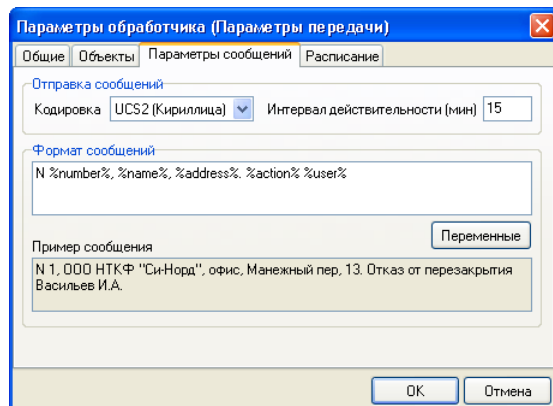 Параметры обработчика (Параметры передачи)
Общие Объекты Параметры сообщений Расписание
Отправка сообщений
Кодировка UCS2 (Кириллица) Интервал действительности (мин) 15
Формат сообщений
N %number%, %name%, %address%. %action% %user%
Переменные
Пример сообщения
N 1, ООО НТКФ "Си-Норд", офис, Манежный пер, 13. Отказ от перезакрытия
Васильев И.А.
OK Отмена